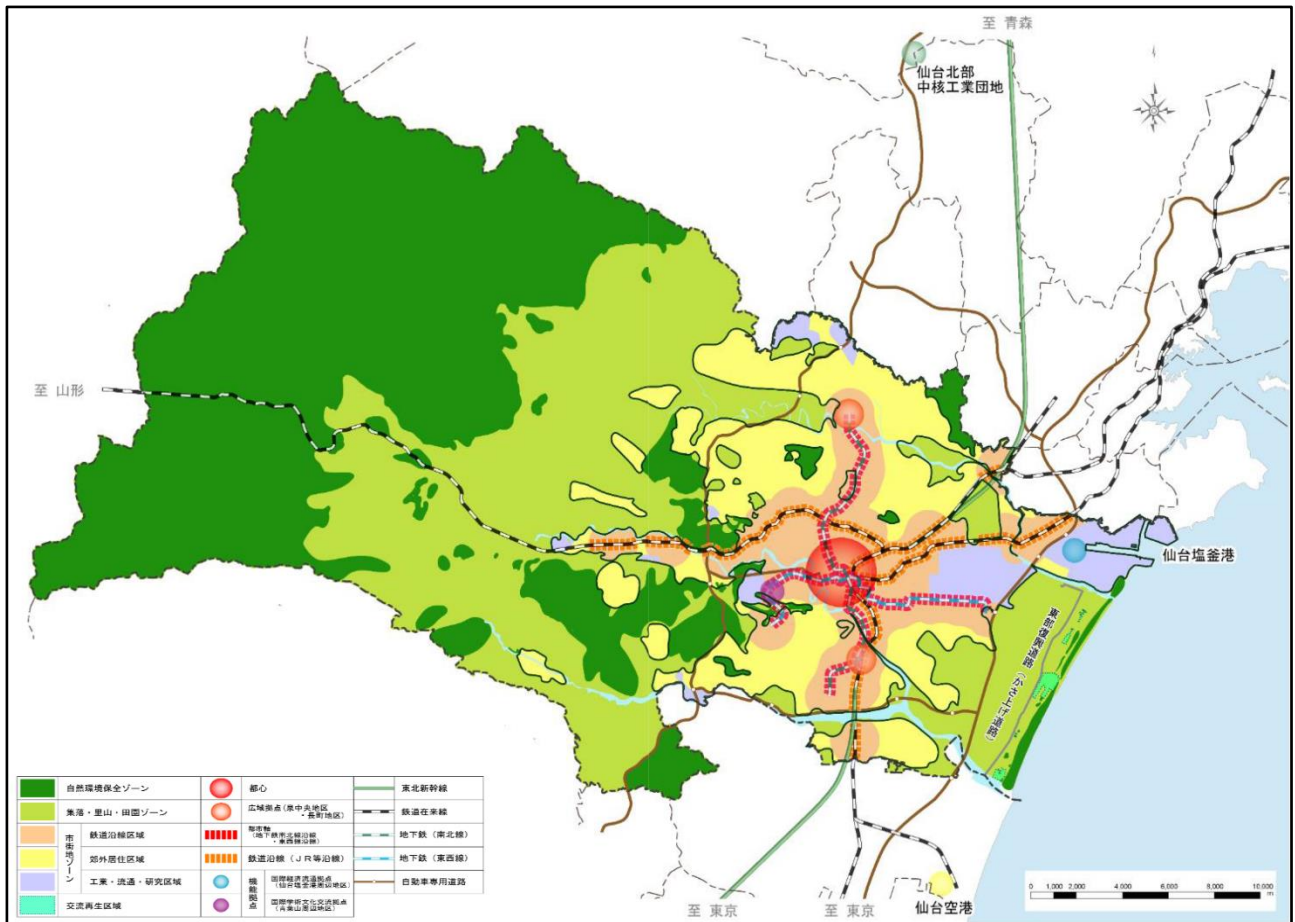 至 青森
仙台北部
中核工業団地
至 山形
仙台塩釜港
東部復興道路（かさ上げ道路）
仙台空港
至 東京
至 東京
0 1,000 2,000 4,000 6,000 8,000 10,000
m
自然環境保全ゾーン
集落・里山・田園ゾーン
市街地ゾーン
鉄道沿線区域
郊外居住区域
工業・流通・研究区域
交流再生区域
都心
広域拠点（泉中央地区
・長町地区）
都市軸
（地下鉄南北線沿線
・東西線沿線）
鉄道沿線（ＪＲ等沿線）
機能拠点
国際経済流通拠点
（仙台塩釜港周辺地区）
国際学術文化交流拠点
（青葉山周辺地区）
東北新幹線
鉄道在来線
地下鉄（南北線）
地下鉄（東西線）
自動車専用道路